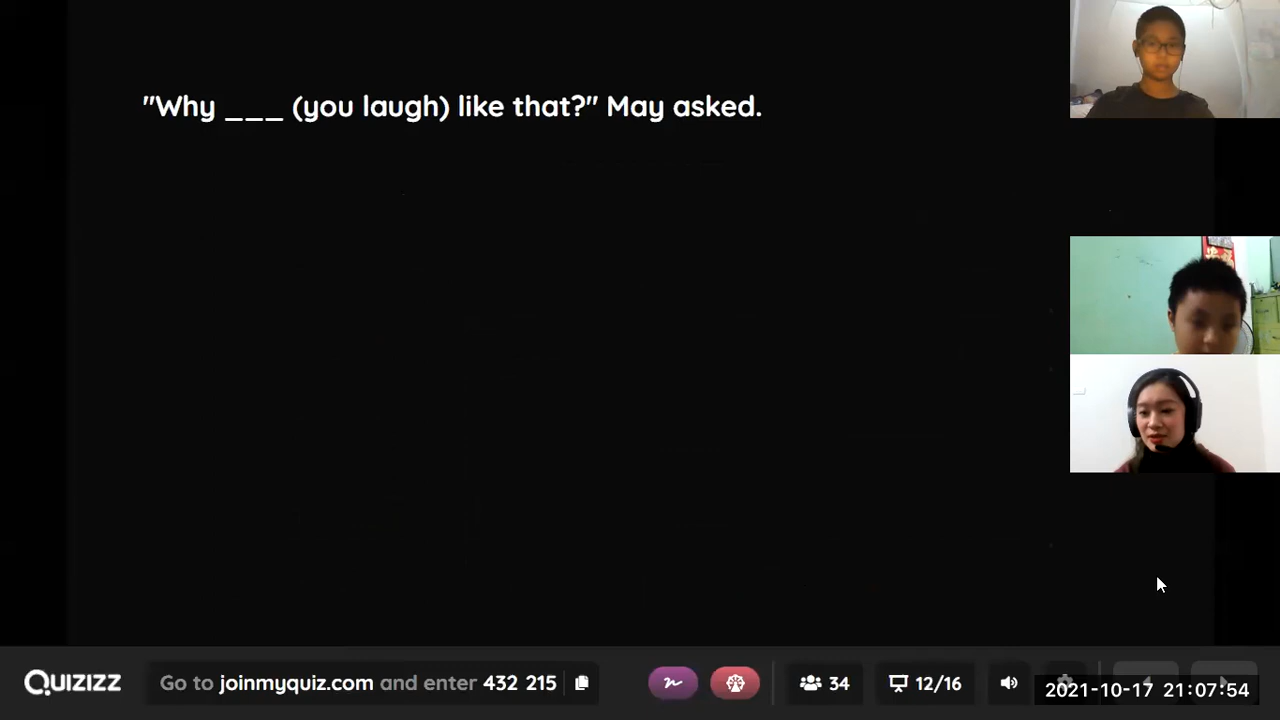 "Why ___ (you laugh) like that?" May asked.
Quizizz
Go to joinmyquiz.com and enter 432 215
34
12/16
2021-10-17 21:07:54